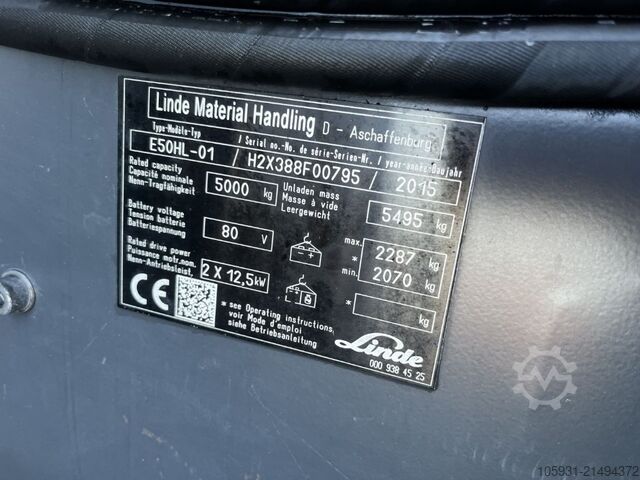 Linde Material Handling D - Aschaffenburg
Type-Modèle-Typ / Serial no.-No. de série-Serien-Nr. / year-année-Baujahr
E50HL-01 / H2X388F00795 / 2015
Rated capacity
Capacité nominale
Nenn-Tragfähigkeit
5000 kg
Unladen mass
Masse à vide
Leergewicht
5495 kg
Battery voltage
Tension batterie
Batteriespannung
80 V
- +
max. 2287 kg
* min. 2070 kg
Rated drive power
Puissance motr.nom.
Nenn-Antriebsleist.
2 X 12,5 kW
L
* kg
CE
* see Operating instructions,
voir Mode d'emploi
siehe Betriebsanleitung
Linde
000 938 45 25
105931-21494372